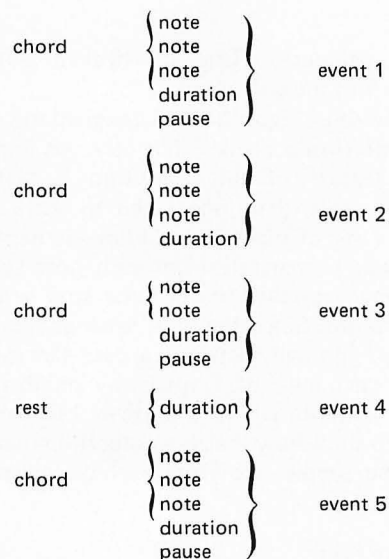 note
chord note
note event 1
duration
pause
note
chord note
note event 2
duration
note
chord note event 3
duration
pause
rest duration event 4
note
chord note
note event 5
duration
pause